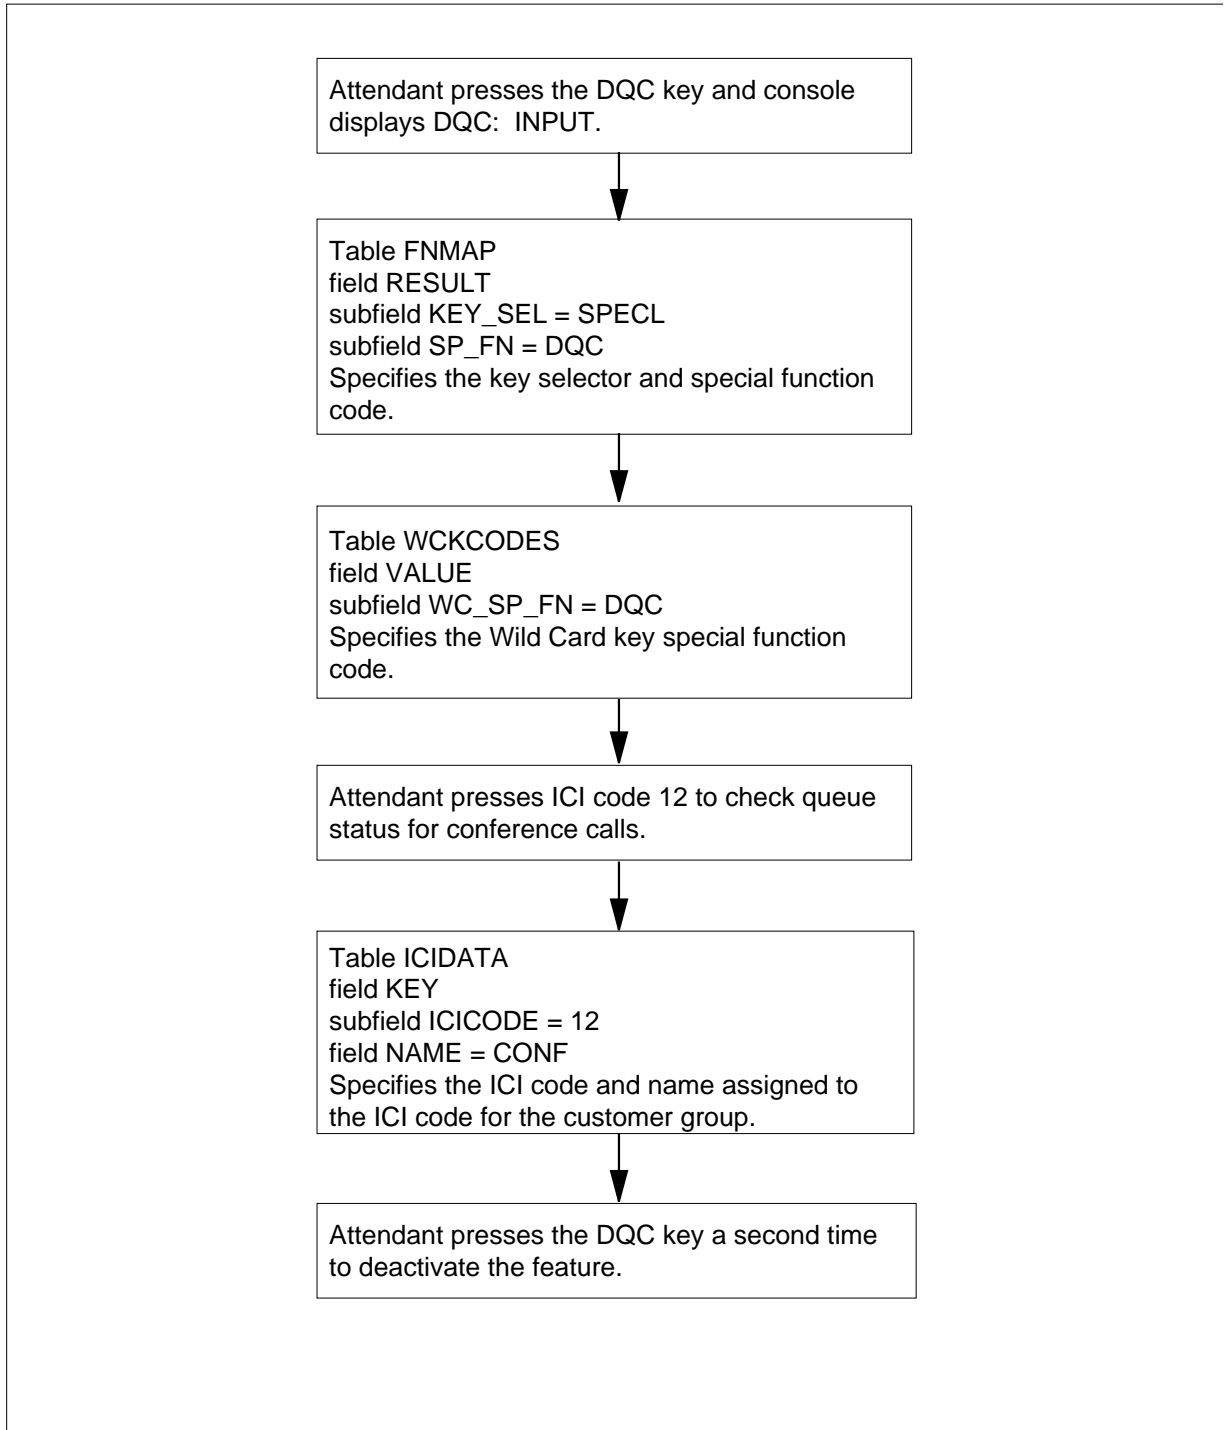 Attendant presses the DQC key and console
displays DQC:  INPUT.
Table FNMAP
field RESULT
subfield KEY_SEL = SPECL
subfield SP_FN = DQC
Specifies the key selector and special function
code.
Table WCKCODES
field VALUE
subfield WC_SP_FN = DQC
Specifies the Wild Card key special function
code.
Attendant presses ICI code 12 to check queue
status for conference calls.
Table ICIDATA
field KEY
subfield ICICODE = 12
field NAME = CONF
Specifies the ICI code and name assigned to
the ICI code for the customer group.
Attendant presses the DQC key a second time
to deactivate the feature.